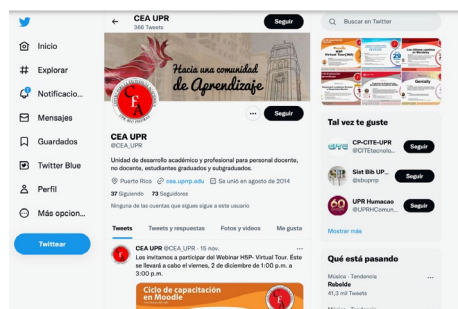 Inicio
Explorar
Notificacio...
Mensajes
Guardados
Twitter Blue
Perfil
Más opcion...
Twittear
CEA UPR
366 Tweets
Seguir
Hacia una comunidad
de Aprendizaje
Seguir
CEA UPR
@CEA_UPR
Unidad de desarrollo académico y profesional para personal docente,
no docente, estudiantes graduados y subgraduados.
Puerto Rico cea.uprrp.edu Se unió en agosto de 2014
37 Siguiendo 73 Seguidores
Ninguna de las cuentas que sigues sigue a este usuario
Tweets Tweets y respuestas Fotos y videos Me gusta
CEA UPR @CEA_UPR · 15 nov.
Los invitamos a participar del Webinar H5P- Virtual Tour. Éste
se llevará a cabo el viernes, 2 de diciembre de 1:00 p.m. a
3:00 p.m.
Ciclo de capacitación
en Moodle
Buscar en Twitter
Genially
Tal vez te guste
CP-CITE-UPR
@CITEtecnolo...
Seguir
Sist Bib UP...
@sbuprrp
Seguir
UPR Humacao
@UPRHComun...
Seguir
Mostrar más
Qué está pasando
Música · Tendencia
Rebelde
41,3 mil Tweets
Música · Tendencia